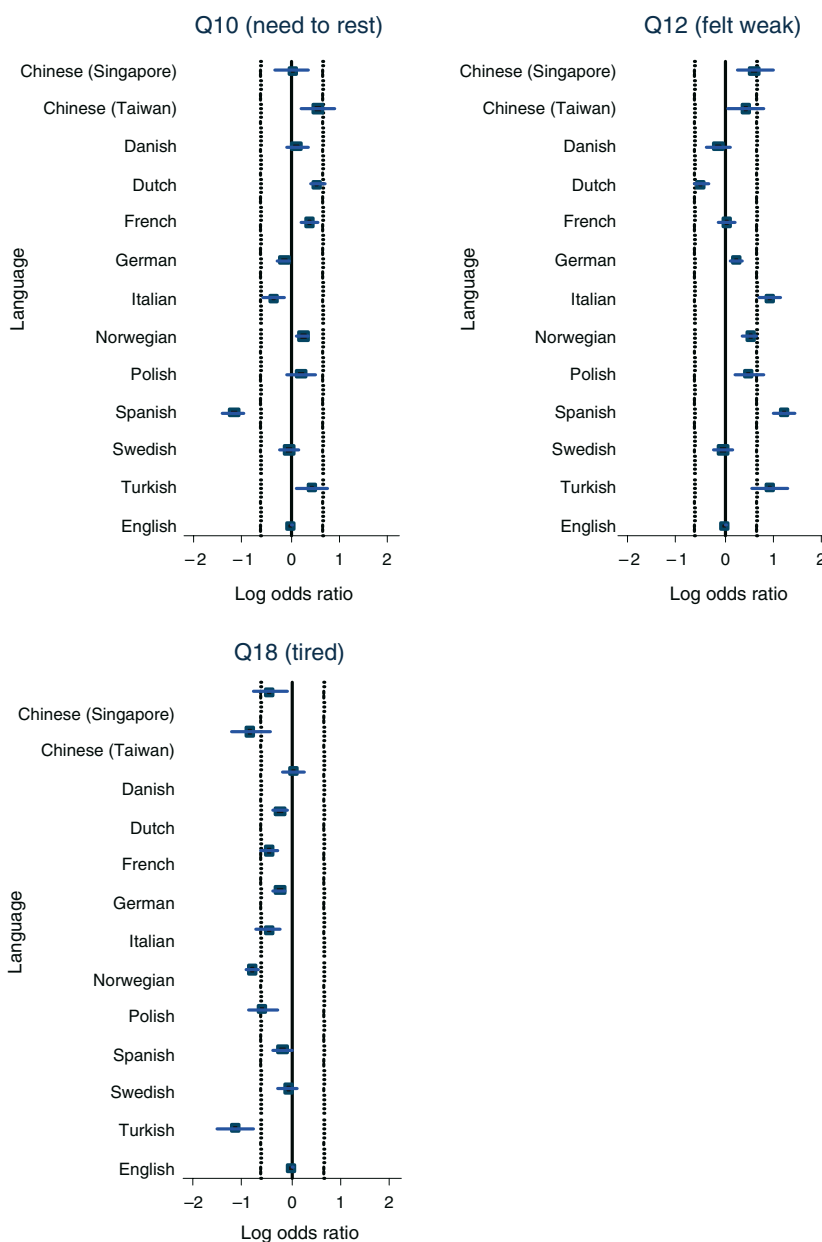 Q10 (need to rest)
Chinese (Singapore)
Chinese (Taiwan)
Danish
Dutch
French
German
Italian
Norwegian
Polish
Spanish
Swedish
Turkish
English
Language
−2 −1 0 1 2
Log odds ratio
Q12 (felt weak)
Chinese (Singapore)
Chinese (Taiwan)
Danish
Dutch
French
German
Italian
Norwegian
Polish
Spanish
Swedish
Turkish
English
Language
−2 −1 0 1 2
Log odds ratio
Q18 (tired)
Chinese (Singapore)
Chinese (Taiwan)
Danish
Dutch
French
German
Italian
Norwegian
Polish
Spanish
Swedish
Turkish
English
Language
−2 −1 0 1 2
Log odds ratio